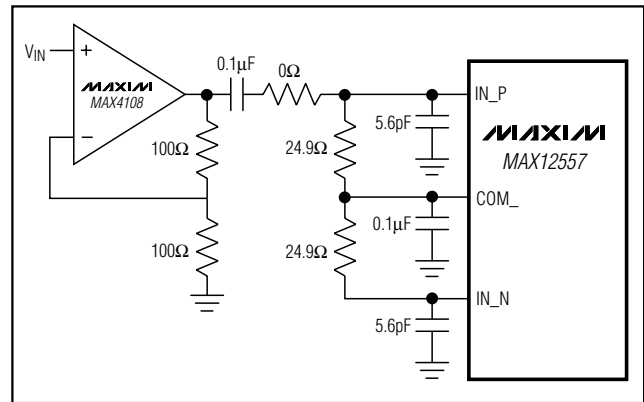 V_IN
+
MAXIM
MAX4108
−
0.1μF
0Ω
100Ω
100Ω
24.9Ω
24.9Ω
5.6pF
0.1μF
5.6pF
IN_P
MAXIM
MAX12557
COM_
IN_N